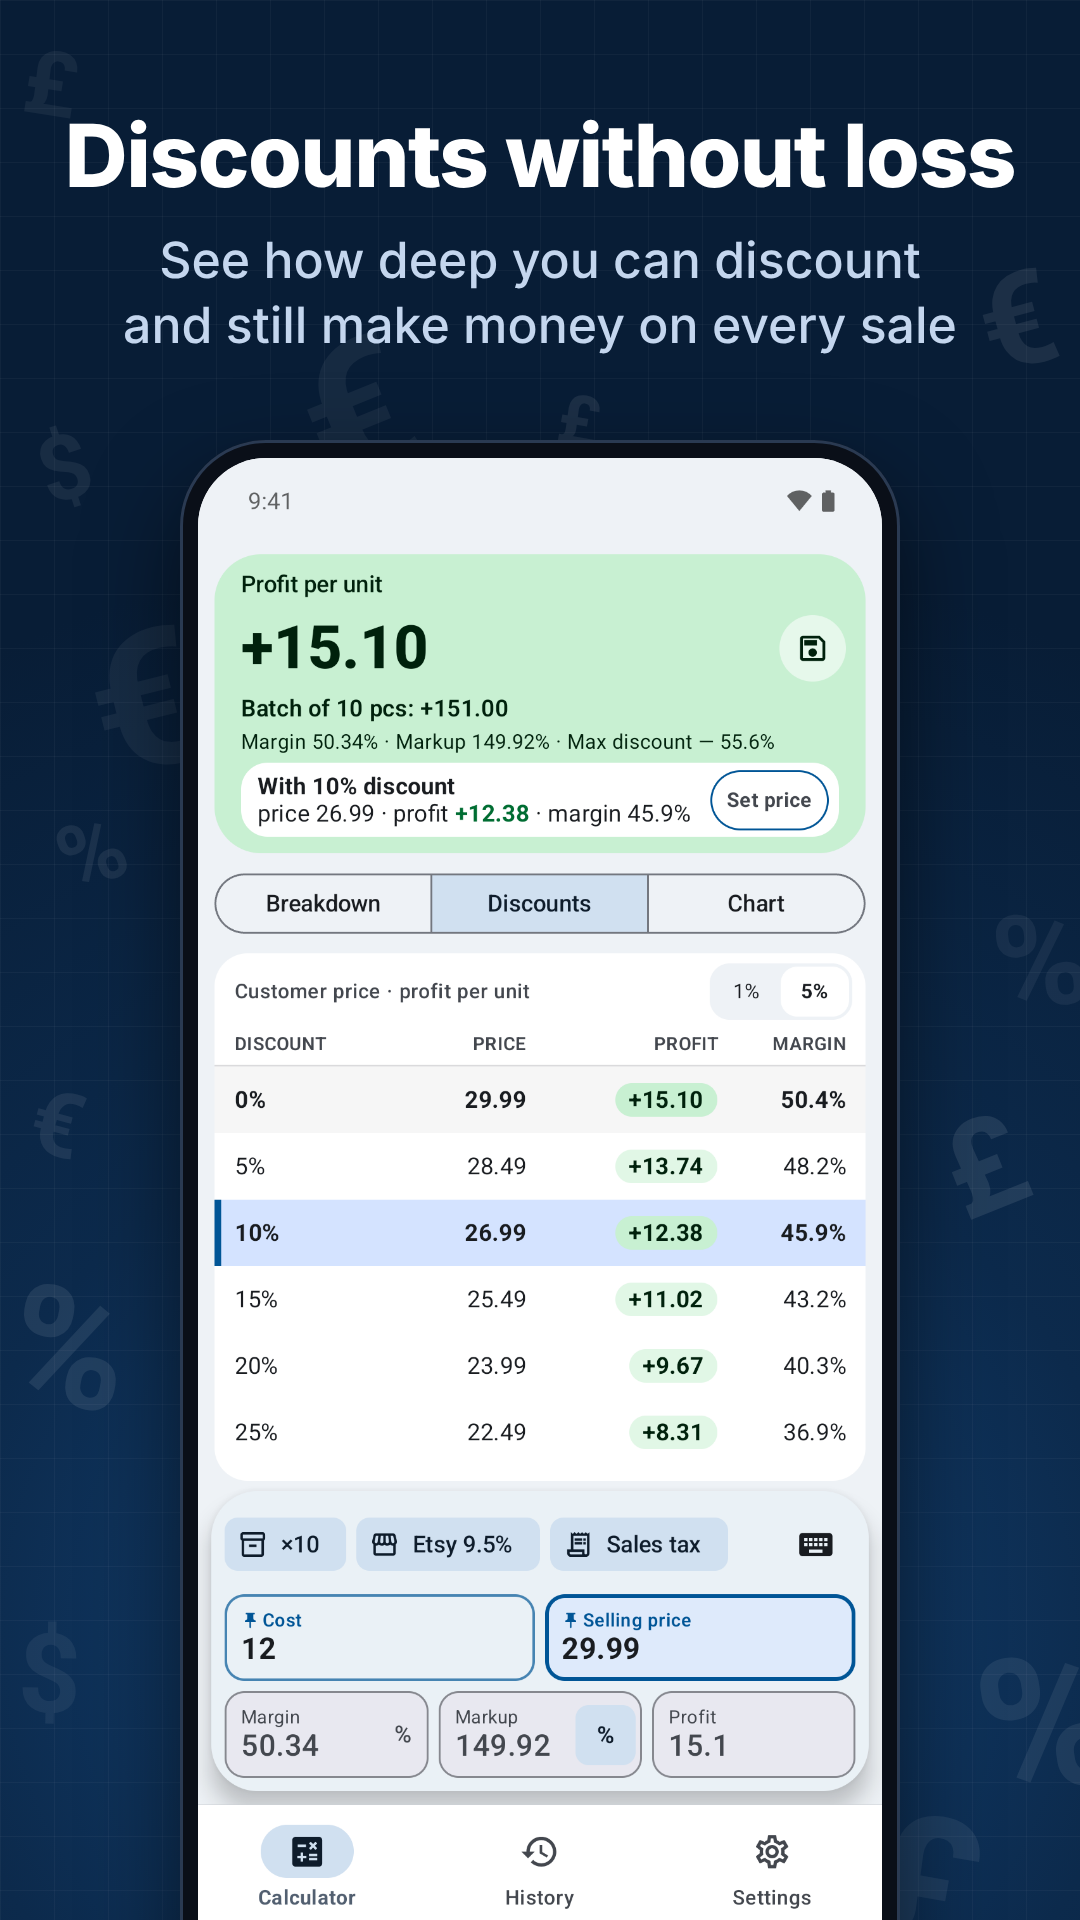 Discounts without loss
See how deep you can discount
and still make money on every sale
9:41
Profit per unit
+15.10
Batch of 10 pcs: +151.00
Margin 50.34% · Markup 149.92% · Max discount — 55.6%
With 10% discount
price 26.99 · profit +12.38 · margin 45.9%
Set price
Breakdown Discounts Chart
Customer price · profit per unit 1% 5%
DISCOUNT PRICE PROFIT MARGIN
0% 29.99 +15.10 50.4%
5% 28.49 +13.74 48.2%
10% 26.99 +12.38 45.9%
15% 25.49 +11.02 43.2%
20% 23.99 +9.67 40.3%
25% 22.49 +8.31 36.9%
×10 Etsy 9.5% Sales tax
Cost Selling price
12 29.99
Margin Markup Profit
50.34 % 149.92 % 15.1
Calculator History Settings